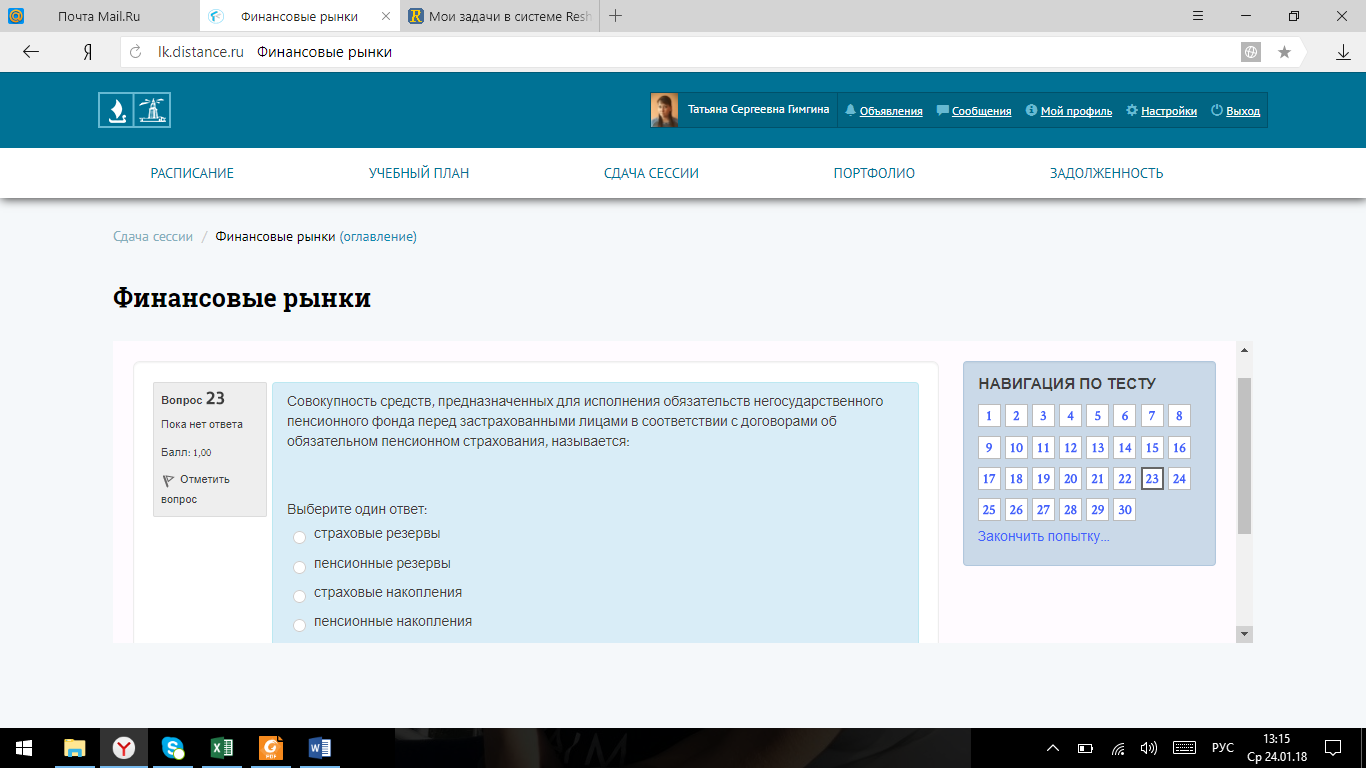 Почта Mail.Ru
Финансовые рынки
Мои задачи в системе Resh
Я
lk.distance.ru Финансовые рынки
Татьяна Сергеевна Гимгина
Объявления
Сообщения
Мой профиль
Настройки
Выход
РАСПИСАНИЕ
УЧЕБНЫЙ ПЛАН
СДАЧА СЕССИИ
ПОРТФОЛИО
ЗАДОЛЖЕННОСТЬ
Сдача сессии / Финансовые рынки (оглавление)
Финансовые рынки
Вопрос 23
Пока нет ответа
Балл: 1,00
Отметить
вопрос
Совокупность средств, предназначенных для исполнения обязательств негосударственного
пенсионного фонда перед застрахованными лицами в соответствии с договорами об
обязательном пенсионном страхования, называется:
Выберите один ответ:
страховые резервы
пенсионные резервы
страховые накопления
пенсионные накопления
НАВИГАЦИЯ ПО ТЕСТУ
1 2 3 4 5 6 7 8
9 10 11 12 13 14 15 16
17 18 19 20 21 22 23 24
25 26 27 28 29 30
Закончить попытку...
РУС
13:15
Ср 24.01.18